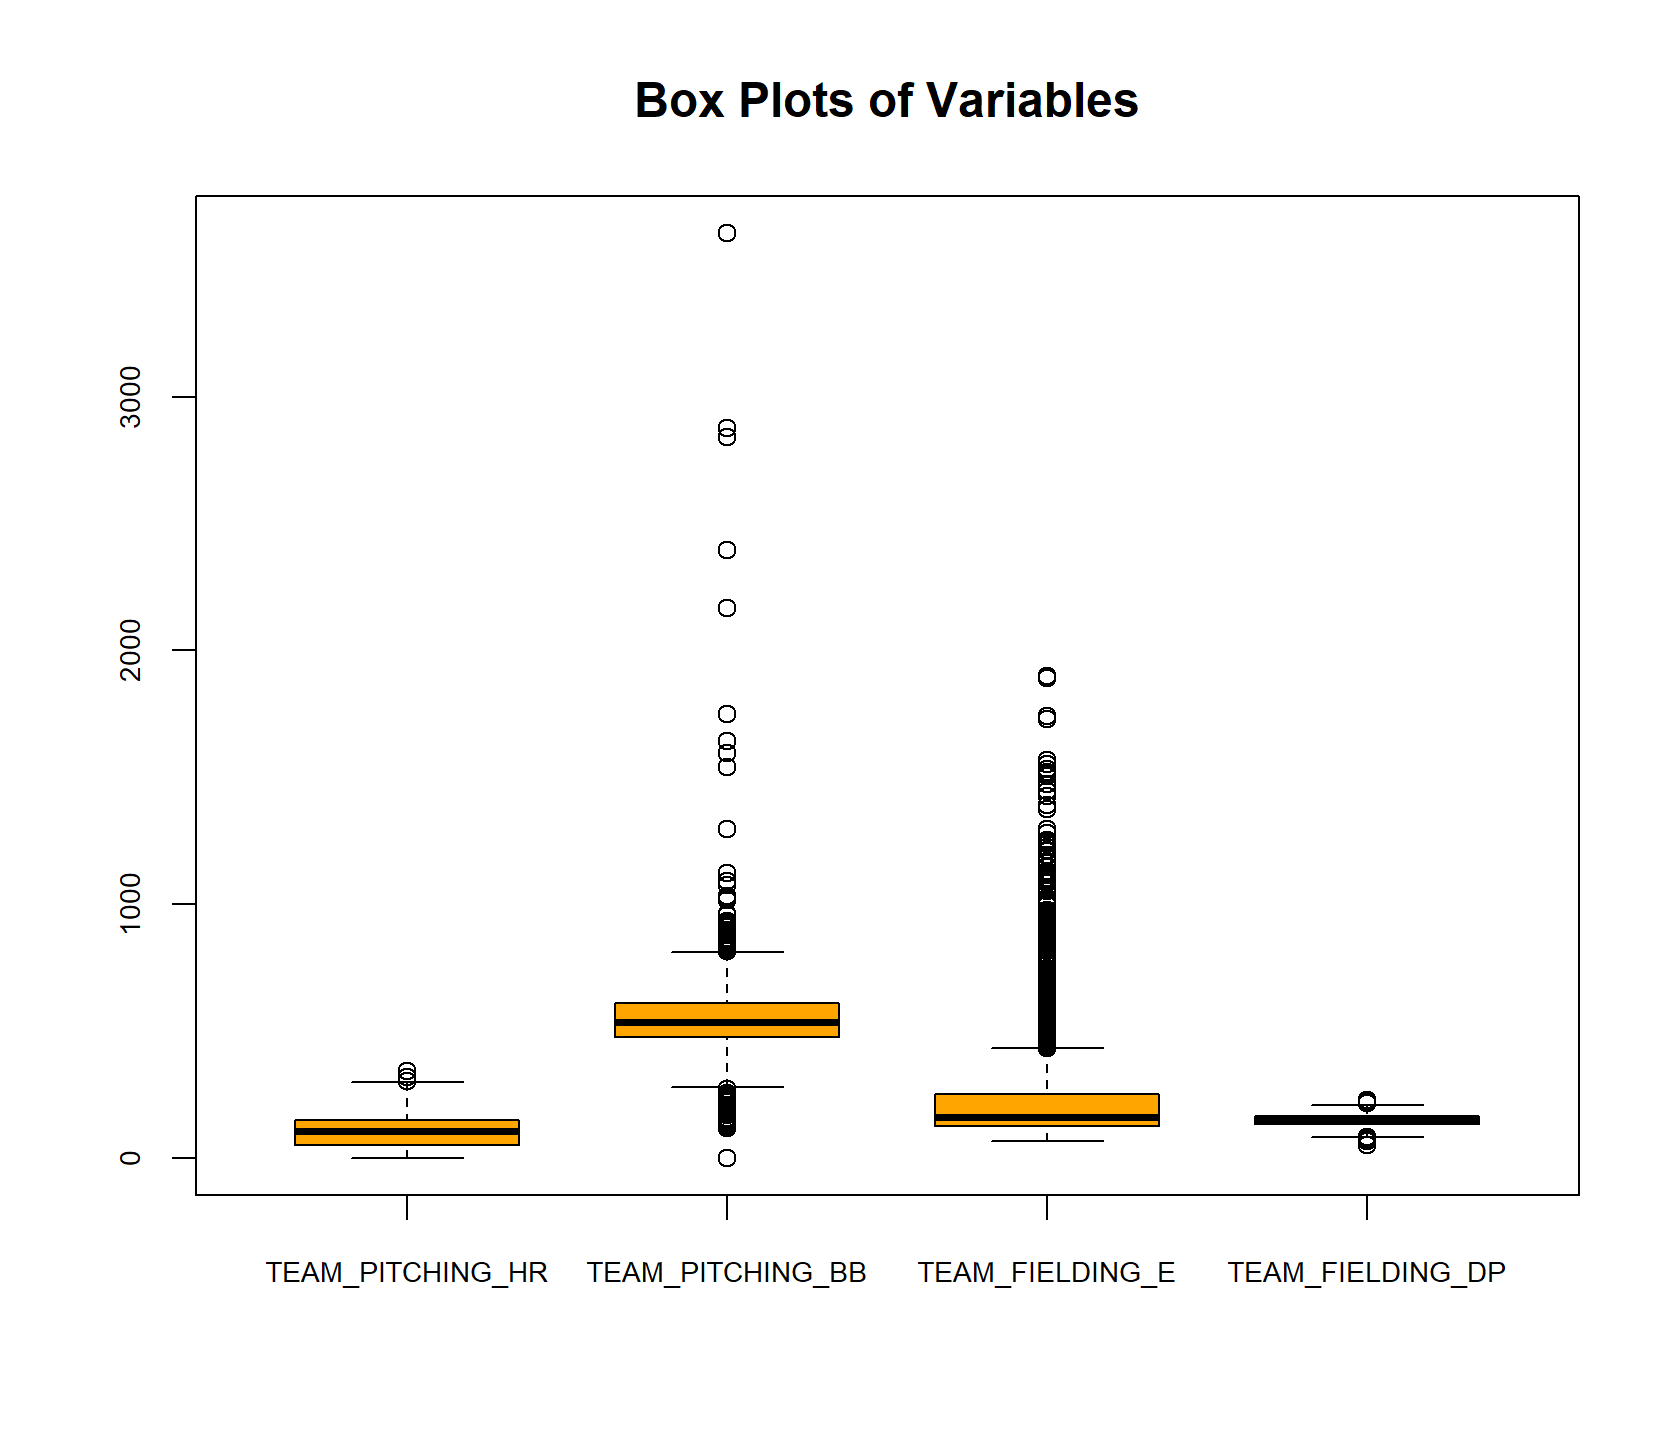 Box Plots of Variables
3000
2000
1000
0
TEAM_PITCHING_HR TEAM_PITCHING_BB TEAM_FIELDING_E TEAM_FIELDING_DP